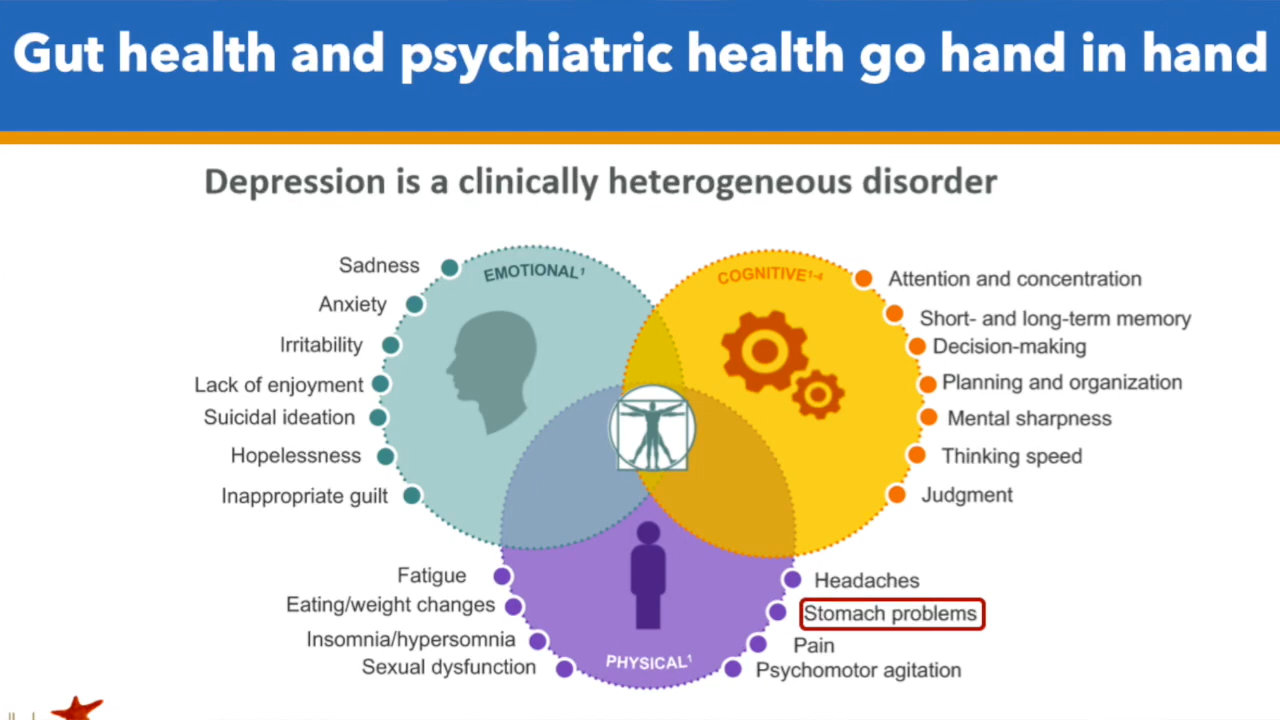 Gut health and psychiatric health go hand in hand
Depression is a clinically heterogeneous disorder
EMOTIONAL¹
Sadness
Anxiety
Irritability
Lack of enjoyment
Suicidal ideation
Hopelessness
Inappropriate guilt
COGNITIVE¹⁻⁴
Attention and concentration
Short- and long-term memory
Decision-making
Planning and organization
Mental sharpness
Thinking speed
Judgment
PHYSICAL¹
Fatigue
Eating/weight changes
Insomnia/hypersomnia
Sexual dysfunction
Headaches
Stomach problems
Pain
Psychomotor agitation